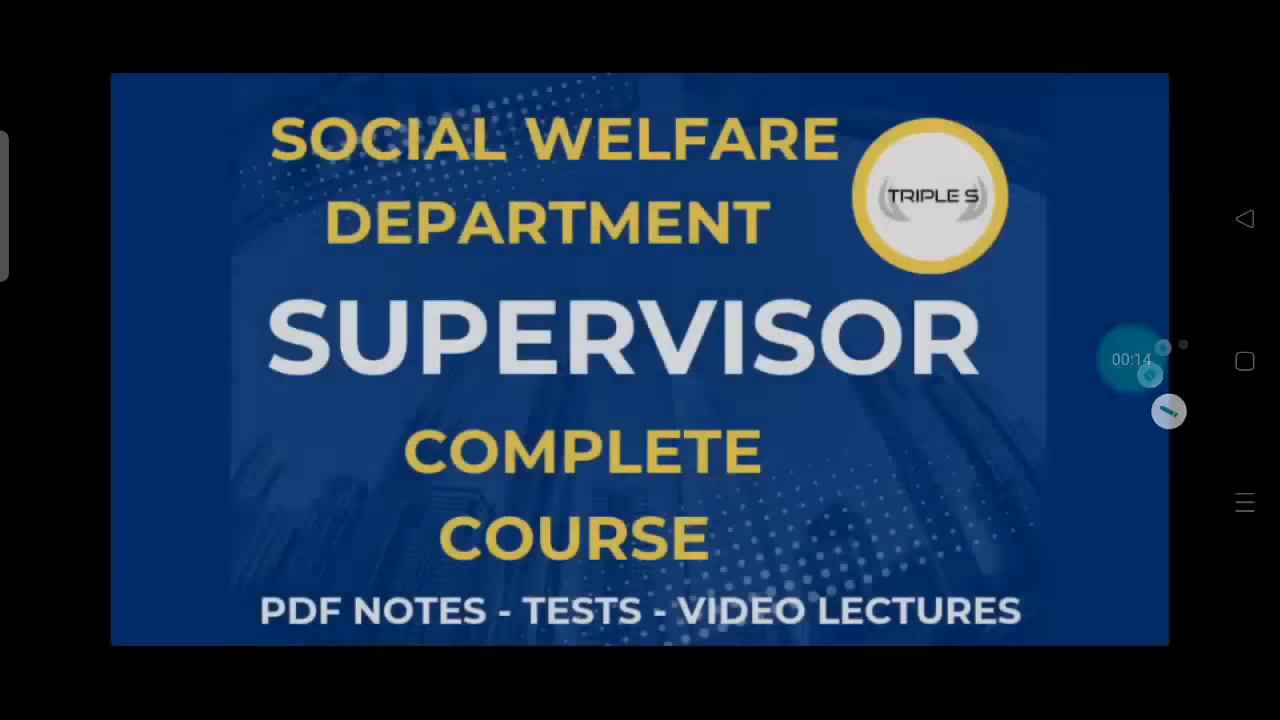 SOCIAL WELFARE
DEPARTMENT
TRIPLE S
SUPERVISOR
00:14
COMPLETE
COURSE
PDF NOTES - TESTS - VIDEO LECTURES